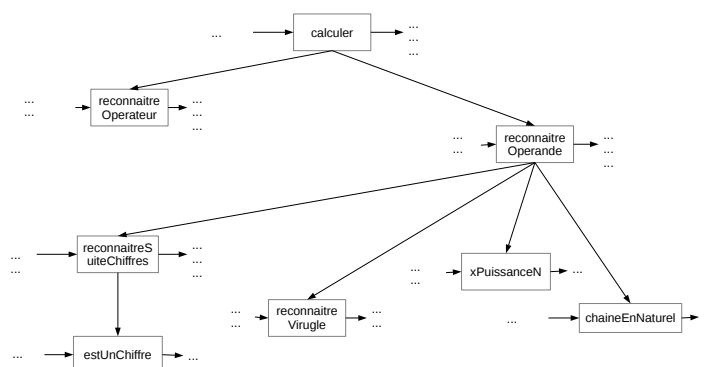 ... calculer ...
...
...
... reconnaitre ...
... Operateur ...
...
... reconnaitre ...
... Operande ...
...
... reconnaitreS ...
... uiteChiffres ...
...
... xPuissanceN ...
...
... reconnaitre ...
... Virugle ...
... chaineEnNaturel
... estUnChiffre ...